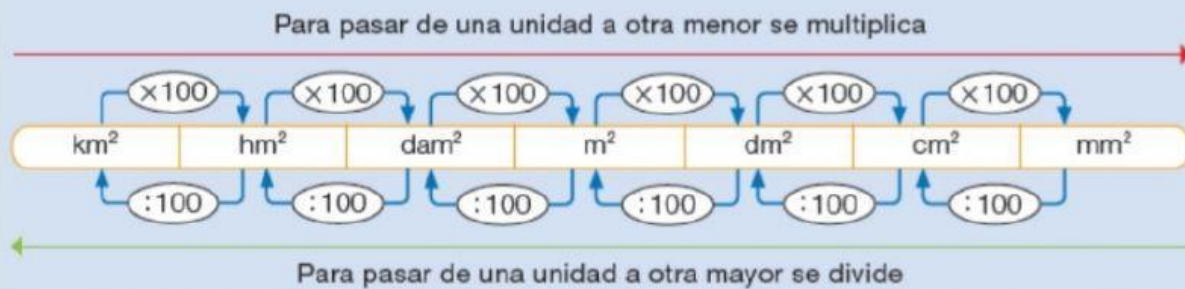 Para pasar de una unidad a otra menor se multiplica
×100 ×100 ×100 ×100 ×100 ×100
km² hm² dam² m² dm² cm² mm²
:100 :100 :100 :100 :100 :100
Para pasar de una unidad a otra mayor se divide